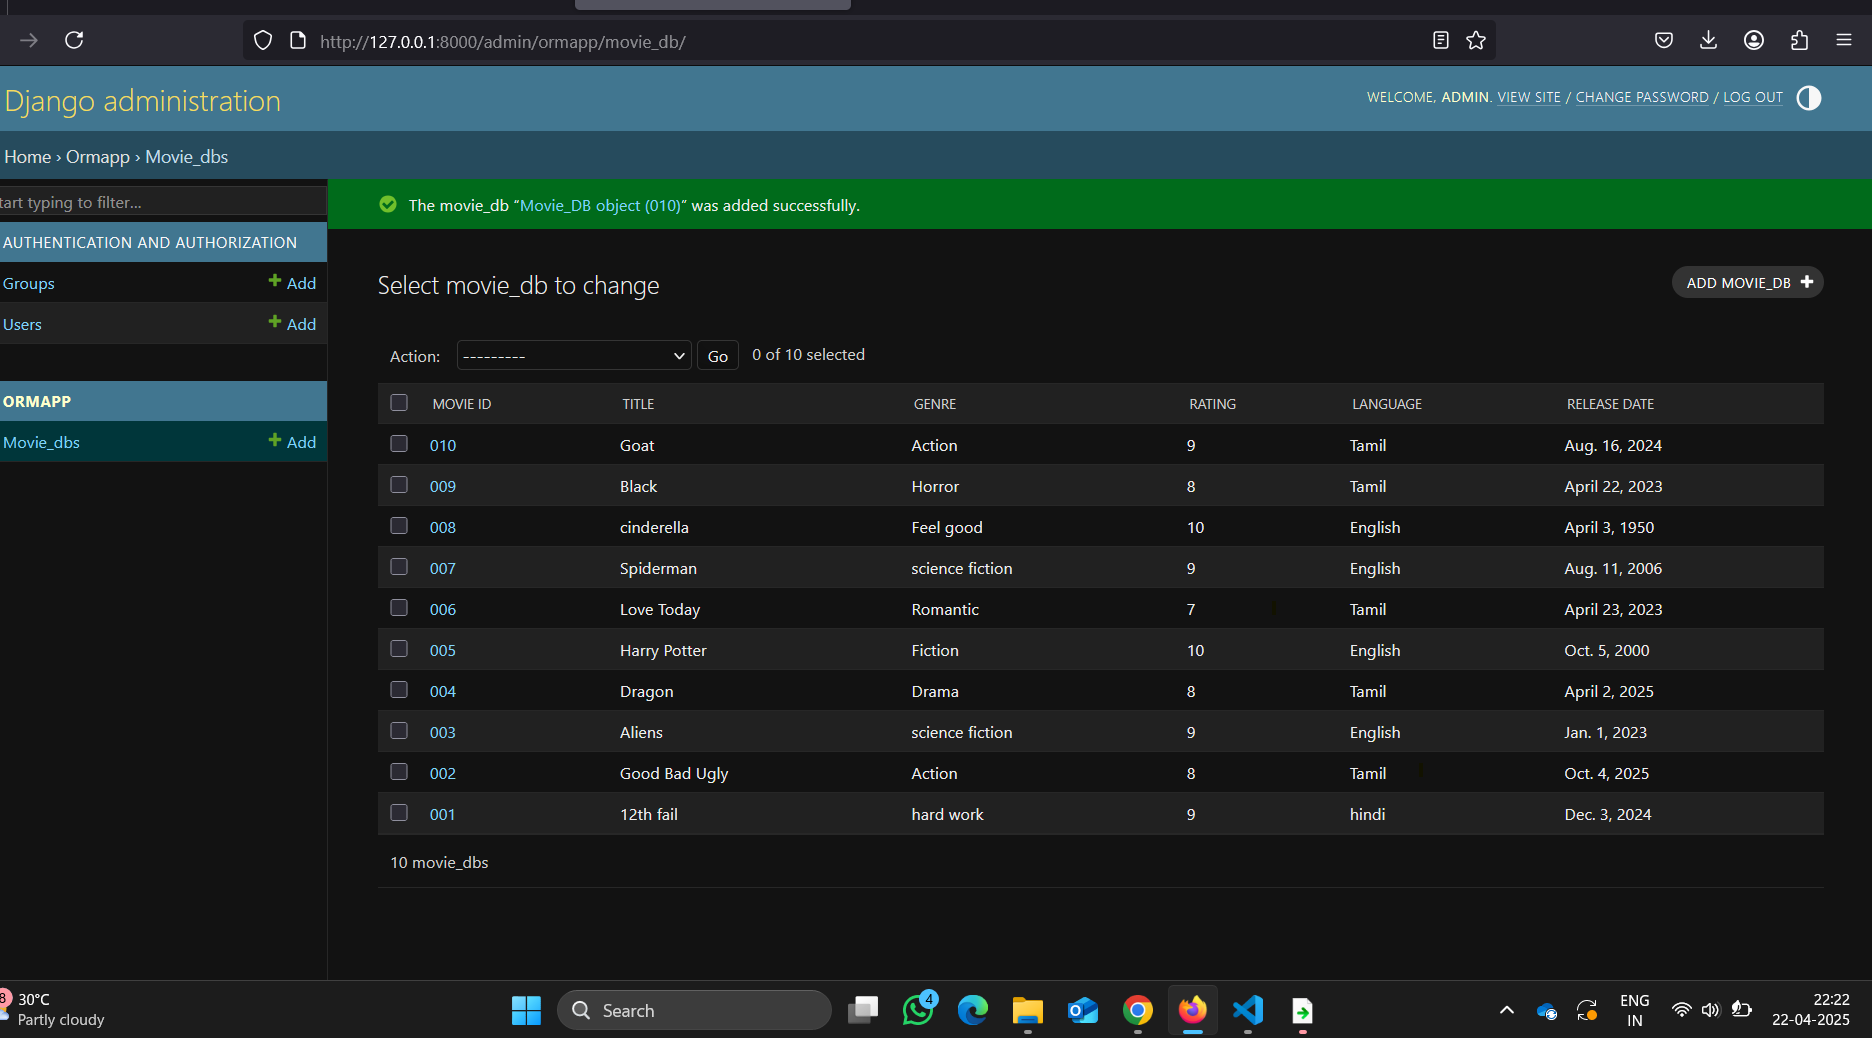 http://127.0.0.1:8000/admin/ormapp/movie_db/
Django administration
WELCOME, ADMIN. VIEW SITE / CHANGE PASSWORD / LOG OUT
Home › Ormapp › Movie_dbs
tart typing to filter...
The movie_db “Movie_DB object (010)” was added successfully.
AUTHENTICATION AND AUTHORIZATION
Groups Add
Users Add
ORMAPP
Movie_dbs Add
Select movie_db to change
ADD MOVIE_DB
Action: --------- Go 0 of 10 selected
MOVIE ID TITLE GENRE RATING LANGUAGE RELEASE DATE
010 Goat Action 9 Tamil Aug. 16, 2024
009 Black Horror 8 Tamil April 22, 2023
008 cinderella Feel good 10 English April 3, 1950
007 Spiderman science fiction 9 English Aug. 11, 2006
006 Love Today Romantic 7 Tamil April 23, 2023
005 Harry Potter Fiction 10 English Oct. 5, 2000
004 Dragon Drama 8 Tamil April 2, 2025
003 Aliens science fiction 9 English Jan. 1, 2023
002 Good Bad Ugly Action 8 Tamil Oct. 4, 2025
001 12th fail hard work 9 hindi Dec. 3, 2024
10 movie_dbs
8
30°C
Partly cloudy
Search
4
ENG
IN
22:22
22-04-2025